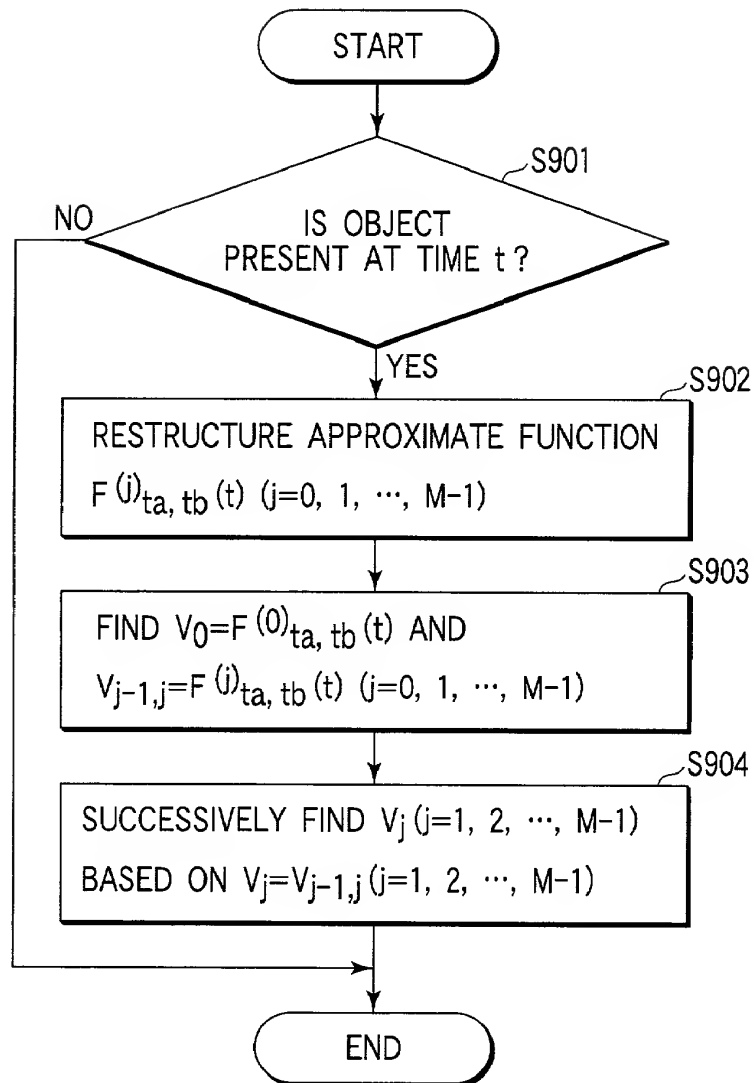 START
S901
NO
IS OBJECT
PRESENT AT TIME t?
YES
S902
RESTRUCTURE APPROXIMATE FUNCTION
F(j)ta, tb(t) (j=0, 1, ···, M-1)
S903
FIND V0=F(0)ta, tb(t) AND
Vj-1,j=F(j)ta, tb(t) (j=0, 1, ···, M-1)
S904
SUCCESSIVELY FIND Vj(j=1, 2, ···, M-1)
BASED ON Vj=Vj-1,j(j=1, 2, ···, M-1)
END